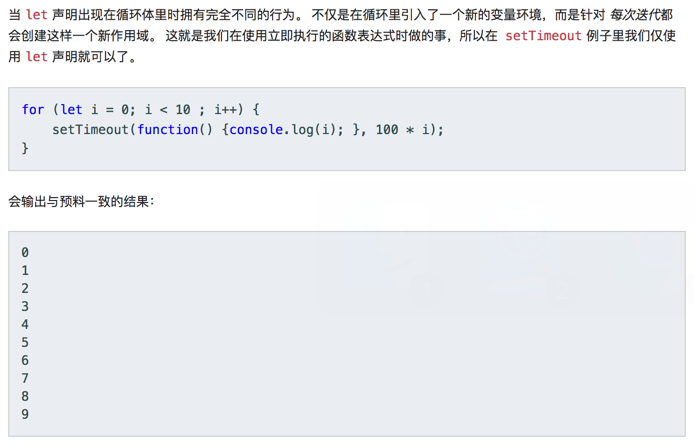 当 let 声明出现在循环体里时拥有完全不同的行为。 不仅是在循环里引入了一个新的变量环境，而是针对 每次迭代都
会创建这样一个新作用域。 这就是我们在使用立即执行的函数表达式时做的事，所以在 setTimeout 例子里我们仅使
用 let 声明就可以了。
for (let i = 0; i < 10 ; i++) {
    setTimeout(function() {console.log(i); }, 100 * i);
}
会输出与预料一致的结果：
0
1
2
3
4
5
6
7
8
9